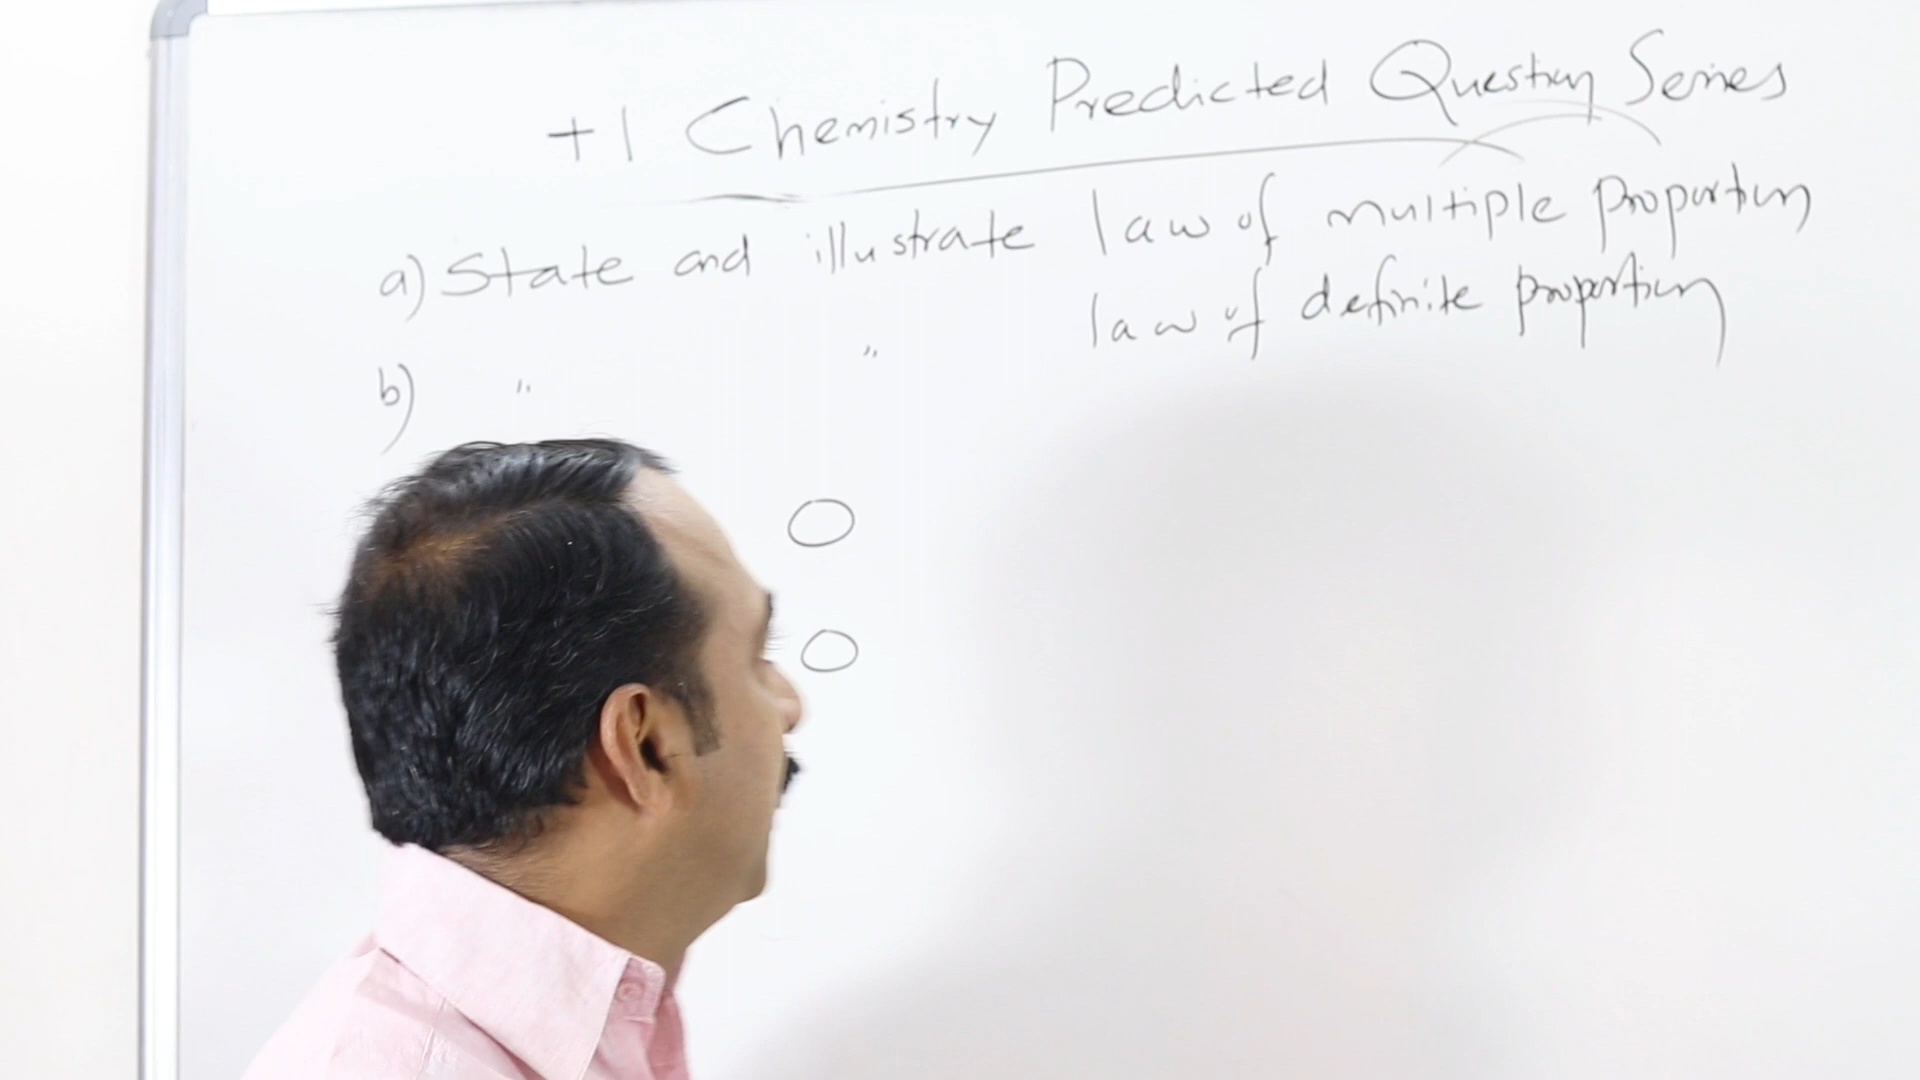 +1 Chemistry Predicted Question Series
a) State and illustrate law of multiple proportion
b) " " law of definite proportion
O
O